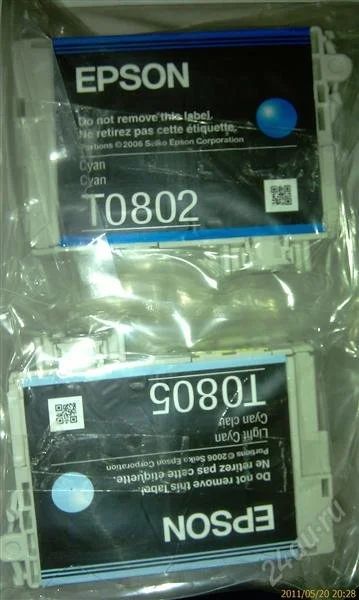 EPSON
Do not remove this label.
Ne retirez pas cette étiquette.
Portions ©2006 Seiko Epson Corporation
Cyan
Cyan
T0802
EPSON
Do not remove this label.
Ne retirez pas cette étiquette.
Portions ©2006 Seiko Epson Corporation
Light Cyan
Cyan clair
T0805
24au.ru
2011/05/20 20:28